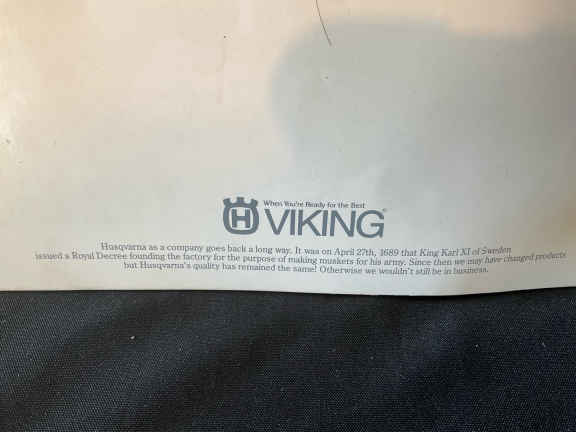 When You're Ready for the Best
H VIKING®
Husqvarna as a company goes back a long way. It was on April 27th, 1689 that King Karl XI of Sweden
issued a Royal Decree founding the factory for the purpose of making muskets for his army. Since then we may have changed products
but Husqvarna's quality has remained the same! Otherwise we wouldn't still be in business.